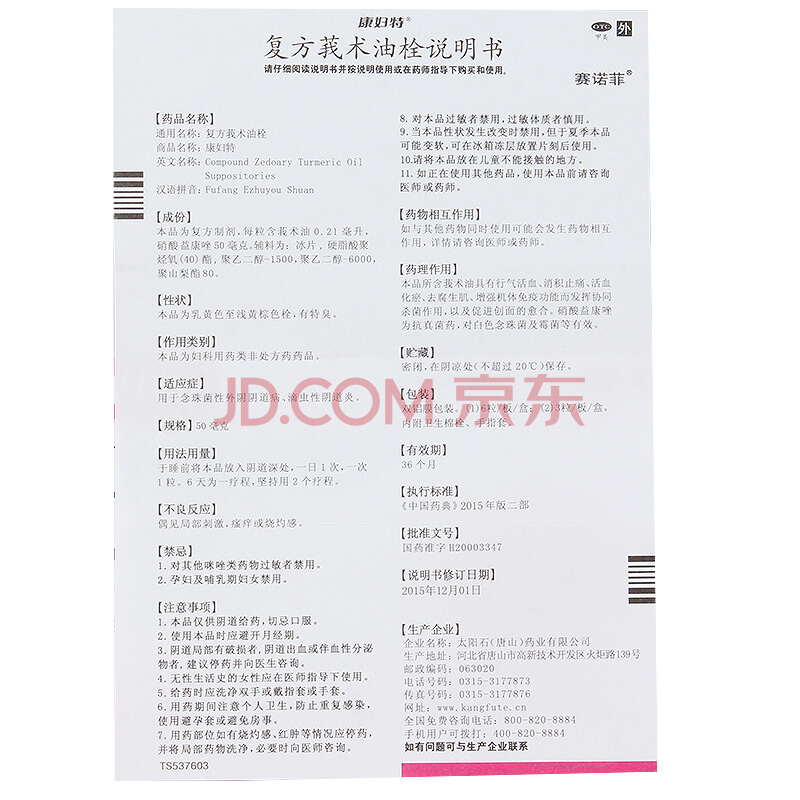 康妇特®
复方莪术油栓说明书
请仔细阅读说明书并按说明使用或在药师指导下购买和使用。
OTC
甲类
外
赛诺菲®
【药品名称】
通用名称：复方莪术油栓
商品名称：康妇特
英文名称：Compound Zedoary Turmeric Oil
Suppositories
汉语拼音：Fufang Ezhuyou Shuan
【成份】
本品为复方制剂，每粒含莪术油0.21毫升，
硝酸益康唑50毫克。辅料为：冰片、硬脂酸聚
烃氧(40)酯、聚乙二醇-1500、聚乙二醇-6000、
聚山梨酯80。
【性状】
本品为乳黄色至浅黄棕色栓，有特臭。
【作用类别】
本品为妇科用药类非处方药药品。
【适应症】
用于念珠菌性外阴阴道病、滴虫性阴道炎。
【规格】50毫克
【用法用量】
于睡前将本品放入阴道深处，一日1次，一次
1粒。6天为一疗程，坚持用2个疗程。
【不良反应】
偶见局部刺激，瘙痒或烧灼感。
【禁忌】
1. 对其他咪唑类药物过敏者禁用。
2. 孕妇及哺乳期妇女禁用。
【注意事项】
1. 本品仅供阴道给药，切忌口服。
2. 使用本品时应避开月经期。
3. 阴道局部有破损者，阴道出血或伴血性分泌
物者，建议停药并向医生咨询。
4. 无性生活史的女性应在医师指导下使用。
5. 给药时应洗净双手或戴指套或手套。
6. 用药期间注意个人卫生，防止重复感染，
使用避孕套或避免房事。
7. 用药部位如有烧灼感、红肿等情况应停药，
并将局部药物洗净，必要时向医师咨询。
TS537603
8. 对本品过敏者禁用，过敏体质者慎用。
9. 当本品性状发生改变时禁用，但于夏季本品
可能变软，可在冰箱冻层放置片刻后使用。
10. 请将本品放在儿童不能接触的地方。
11. 如正在使用其他药品，使用本品前请咨询
医师或药师。
【药物相互作用】
如与其他药物同时使用可能会发生药物相互
作用，详情请咨询医师或药师。
【药理作用】
本品所含莪术油具有行气活血、消积止痛、活血
化瘀、去腐生肌、增强机体免疫功能而发挥协同
杀菌作用，以及促进创面的愈合。硝酸益康唑
为抗真菌药，对白色念珠菌及霉菌等有效。
【贮藏】
密闭，在阴凉处(不超过20℃)保存。
【包装】
双铝膜包装。(1)6粒/板/盒；(2)3粒/板/盒。
内附卫生棉栓、手指套。
【有效期】
36个月
【执行标准】
《中国药典》2015年版二部
【批准文号】
国药准字H20003347
【说明书修订日期】
2015年12月01日
【生产企业】
企业名称：太阳石(唐山)药业有限公司
生产地址：河北省唐山市高新技术开发区火炬路139号
邮政编码：063020
电话号码：0315-3177873
传真号码：0315-3177876
网址：www.kangfute.cn
全国免费咨询电话：800-820-8884
手机用户可拨打：400-820-8884
如有问题可与生产企业联系
JD.COM 京东